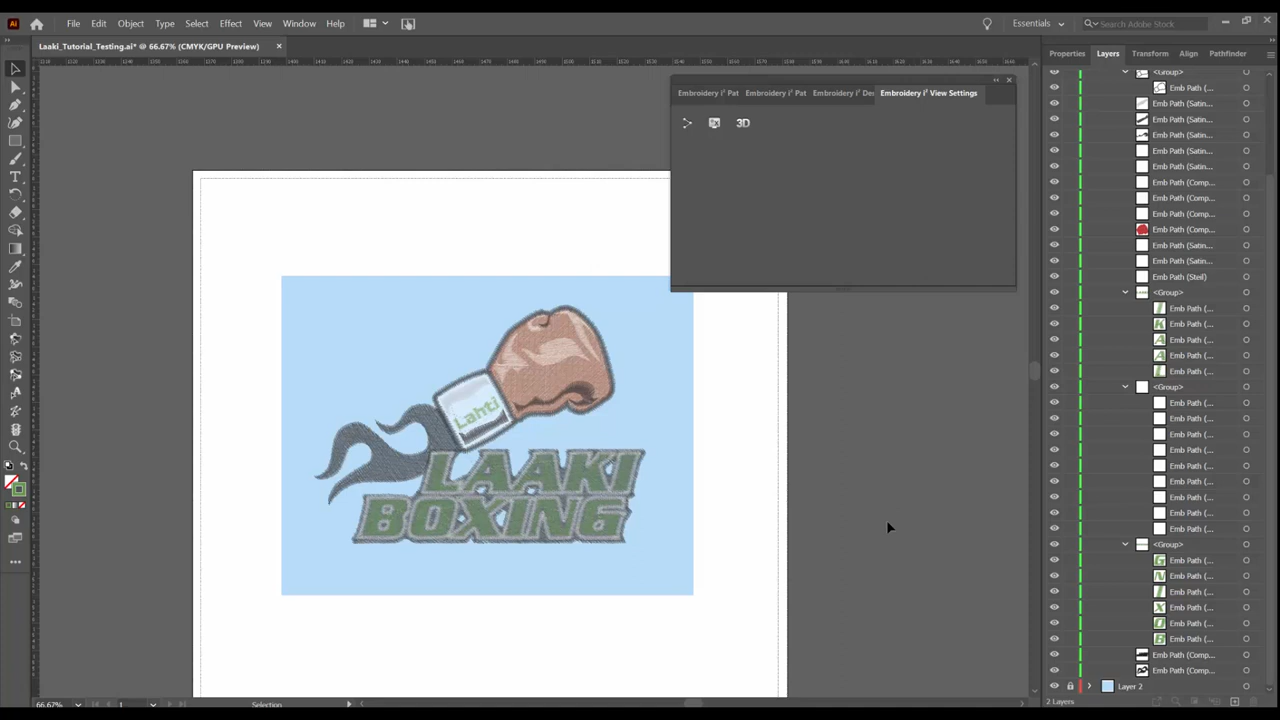 Ai File Edit Object Type Select Effect View Window Help Essentials Search Adobe Stock
Laaki_Tutorial_Testing.ai* @ 66.67% (CMYK/GPU Preview)
Properties Layers Transform Align Pathfinder
Embroidery i² Pat Embroidery i² Pat Embroidery i² De Embroidery i² View Settings
3D
<Group>
Emb Path (...
Emb Path (Satin...
Emb Path (Satin...
Emb Path (Satin...
Emb Path (Satin...
Emb Path (Satin...
Emb Path (Comp...
Emb Path (Comp...
Emb Path (Comp...
Emb Path (Comp...
Emb Path (Satin...
Emb Path (Satin...
Emb Path (Steil)
<Group>
Emb Path (...
Emb Path (...
Emb Path (...
Emb Path (...
Emb Path (...
<Group>
Emb Path (...
Emb Path (...
Emb Path (...
Emb Path (...
Emb Path (...
Emb Path (...
Emb Path (...
Emb Path (...
Emb Path (...
<Group>
Emb Path (...
Emb Path (...
Emb Path (...
Emb Path (...
Emb Path (...
Emb Path (...
Emb Path (Comp...
Emb Path (Comp...
Layer 2
2 Layers
Lahti
LAAKI
BOXING
66.67% 1 Selection